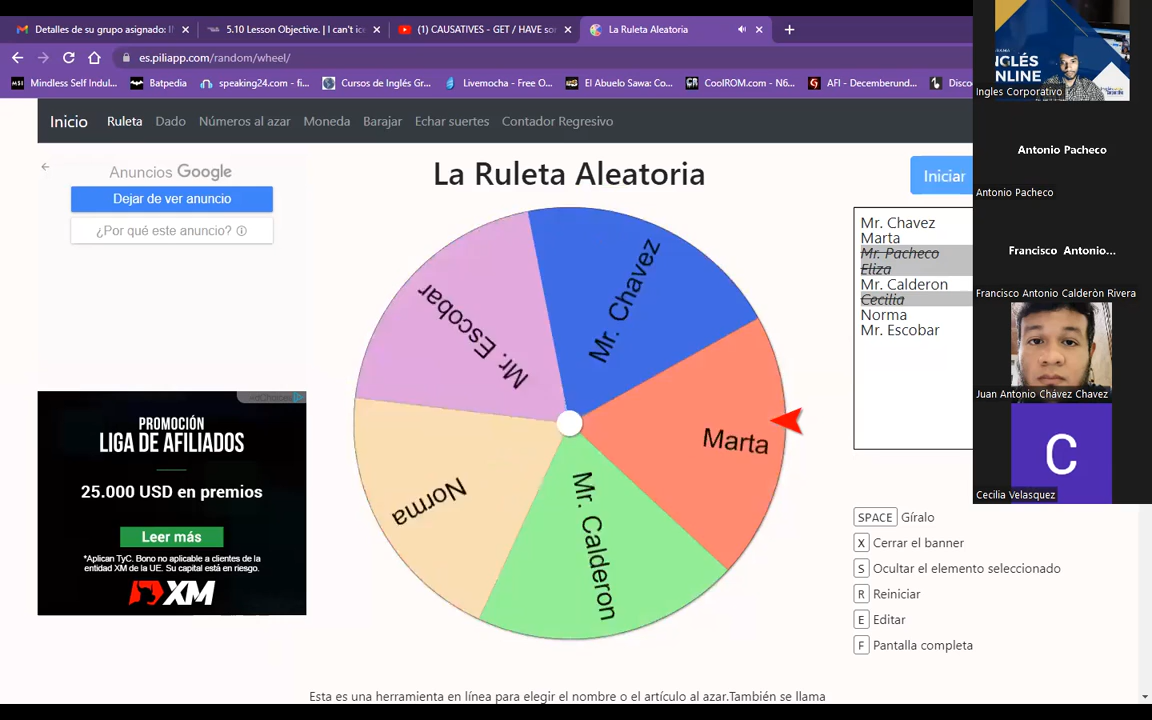 Detalles de su grupo asignado: I
5.10 Lesson Objective. | I can't ic
(1) CAUSATIVES - GET / HAVE so
La Ruleta Aleatoria
es.piliapp.com/random/wheel/
Mindless Self Indul...
Batpedia
speaking24.com - fi...
Cursos de Inglés Gr...
Livemocha - Free O...
El Abuelo Sawa: Co...
CoolROM.com - N6...
AFI - Decemberund...
Disco
Inicio
Ruleta
Dado
Números al azar
Moneda
Barajar
Echar suertes
Contador Regresivo
Anuncios Google
Dejar de ver anuncio
¿Por qué este anuncio?
La Ruleta Aleatoria
Iniciar
Mr. Chavez
Marta
Mr. Pacheco
Eliza
Mr. Calderon
Cecilia
Norma
Mr. Escobar
Mr. Escobar
Mr. Chavez
Marta
Mr. Calderon
Norma
AdChoices
PROMOCIÓN
LIGA DE AFILIADOS
25.000 USD en premios
Leer más
*Aplican TyC. Bono no aplicable a clientes de la
entidad XM de la UE. Su capital está en riesgo.
XM
SPACE Gíralo
X Cerrar el banner
S Ocultar el elemento seleccionado
R Reiniciar
E Editar
F Pantalla completa
Esta es una herramienta en línea para elegir el nombre o el artículo al azar.También se llama
INGLÉS
ONLINE
Ingles Corporativo
Antonio Pacheco
Antonio Pacheco
Francisco Antonio...
Francisco Antonio Calderòn Rivera
Juan Antonio Chávez Chavez
C
Cecilia Velasquez